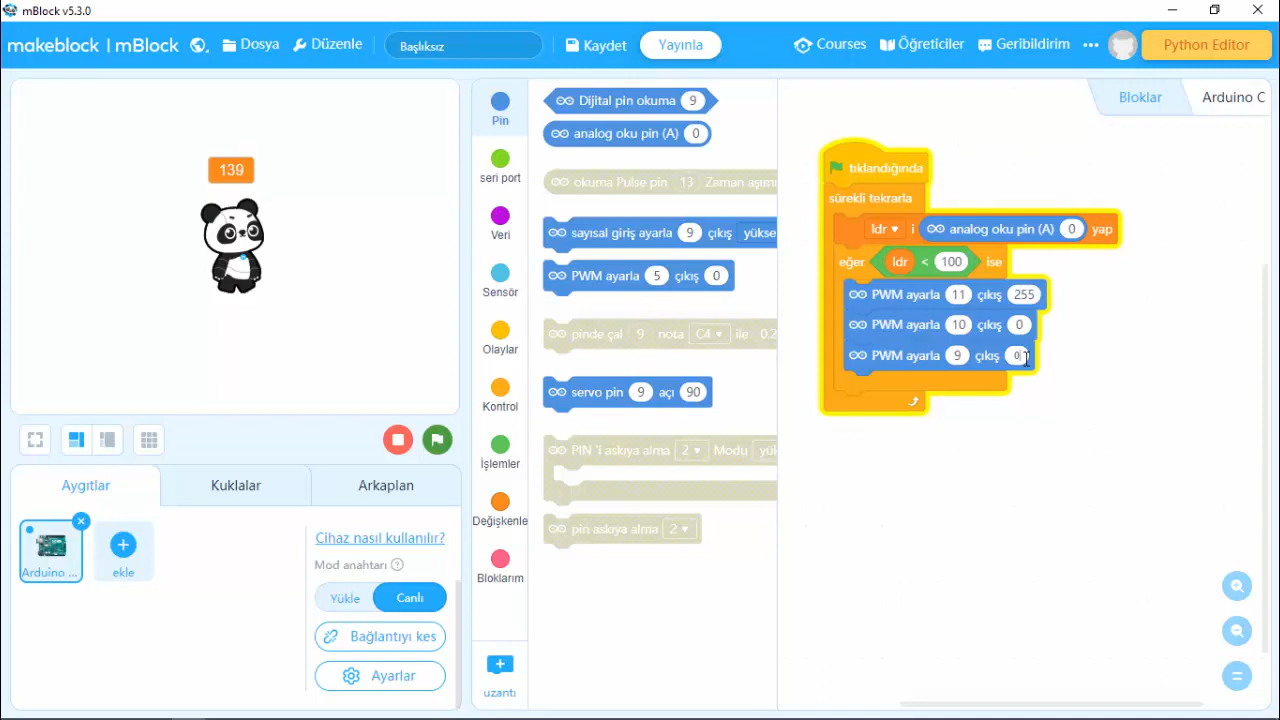 mBlock v5.3.0
makeblock | mBlock
Dosya
Düzenle
Başlıksız
Kaydet
Yayınla
Courses
Öğreticiler
Geribildirim
Python Editor
139
Pin
seri port
Veri
Sensör
Olaylar
Kontrol
İşlemler
Değişkenle
Bloklarım
uzantı
Dijital pin okuma 9
analog oku pin (A) 0
okuma Pulse pin 13 Zaman aşımı
sayısal giriş ayarla 9 çıkış yükse
PWM ayarla 5 çıkış 0
pinde çal 9 nota C4 ile 0.2
servo pin 9 açı 90
PIN 'i askıya alma 2 Modu yül
pin askıya alma 2
Bloklar
Arduino C
tıklandığında
sürekli tekrarla
ldr i analog oku pin (A) 0 yap
eğer ldr < 100 ise
PWM ayarla 11 çıkış 255
PWM ayarla 10 çıkış 0
PWM ayarla 9 çıkış 0
Aygıtlar
Kuklalar
Arkaplan
Arduino ...
ekle
Cihaz nasıl kullanılır?
Mod anahtarı
Yükle
Canlı
Bağlantıyı kes
Ayarlar